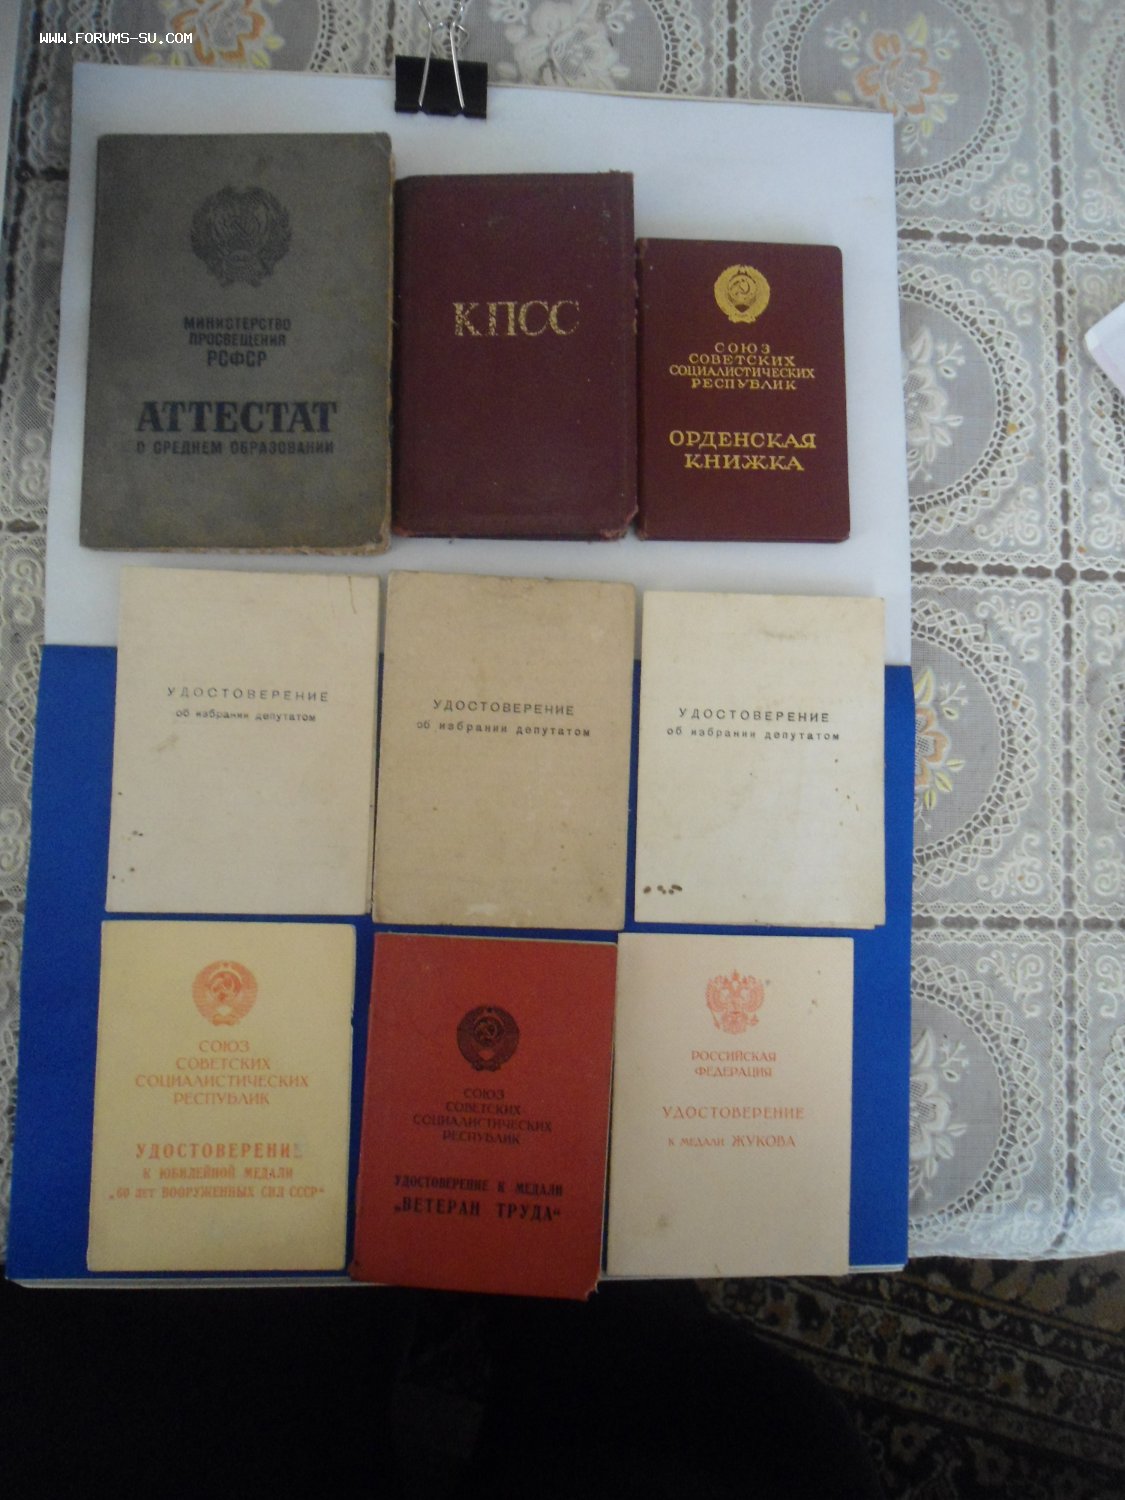 WWW.FORUMS-SU.COM
МИНИСТЕРСТВО
ПРОСВЕЩЕНИЯ
РСФСР
АТТЕСТАТ
О СРЕДНЕМ ОБРАЗОВАНИИ
КПСС
СОЮЗ
СОВЕТСКИХ
СОЦИАЛИСТИЧЕСКИХ
РЕСПУБЛИК
ОРДЕНСКАЯ
КНИЖКА
УДОСТОВЕРЕНИЕ
об избрании депутатом
УДОСТОВЕРЕНИЕ
об избрании депутатом
УДОСТОВЕРЕНИЕ
об избрании депутатом
СОЮЗ
СОВЕТСКИХ
СОЦИАЛИСТИЧЕСКИХ
РЕСПУБЛИК
УДОСТОВЕРЕНИЕ
К ЮБИЛЕЙНОЙ МЕДАЛИ
„60 ЛЕТ ВООРУЖЕННЫХ СИЛ СССР“
СОЮЗ
СОВЕТСКИХ
СОЦИАЛИСТИЧЕСКИХ
РЕСПУБЛИК
УДОСТОВЕРЕНИЕ К МЕДАЛИ
„ВЕТЕРАН ТРУДА“
РОССИЙСКАЯ
ФЕДЕРАЦИЯ
УДОСТОВЕРЕНИЕ
К МЕДАЛИ ЖУКОВА